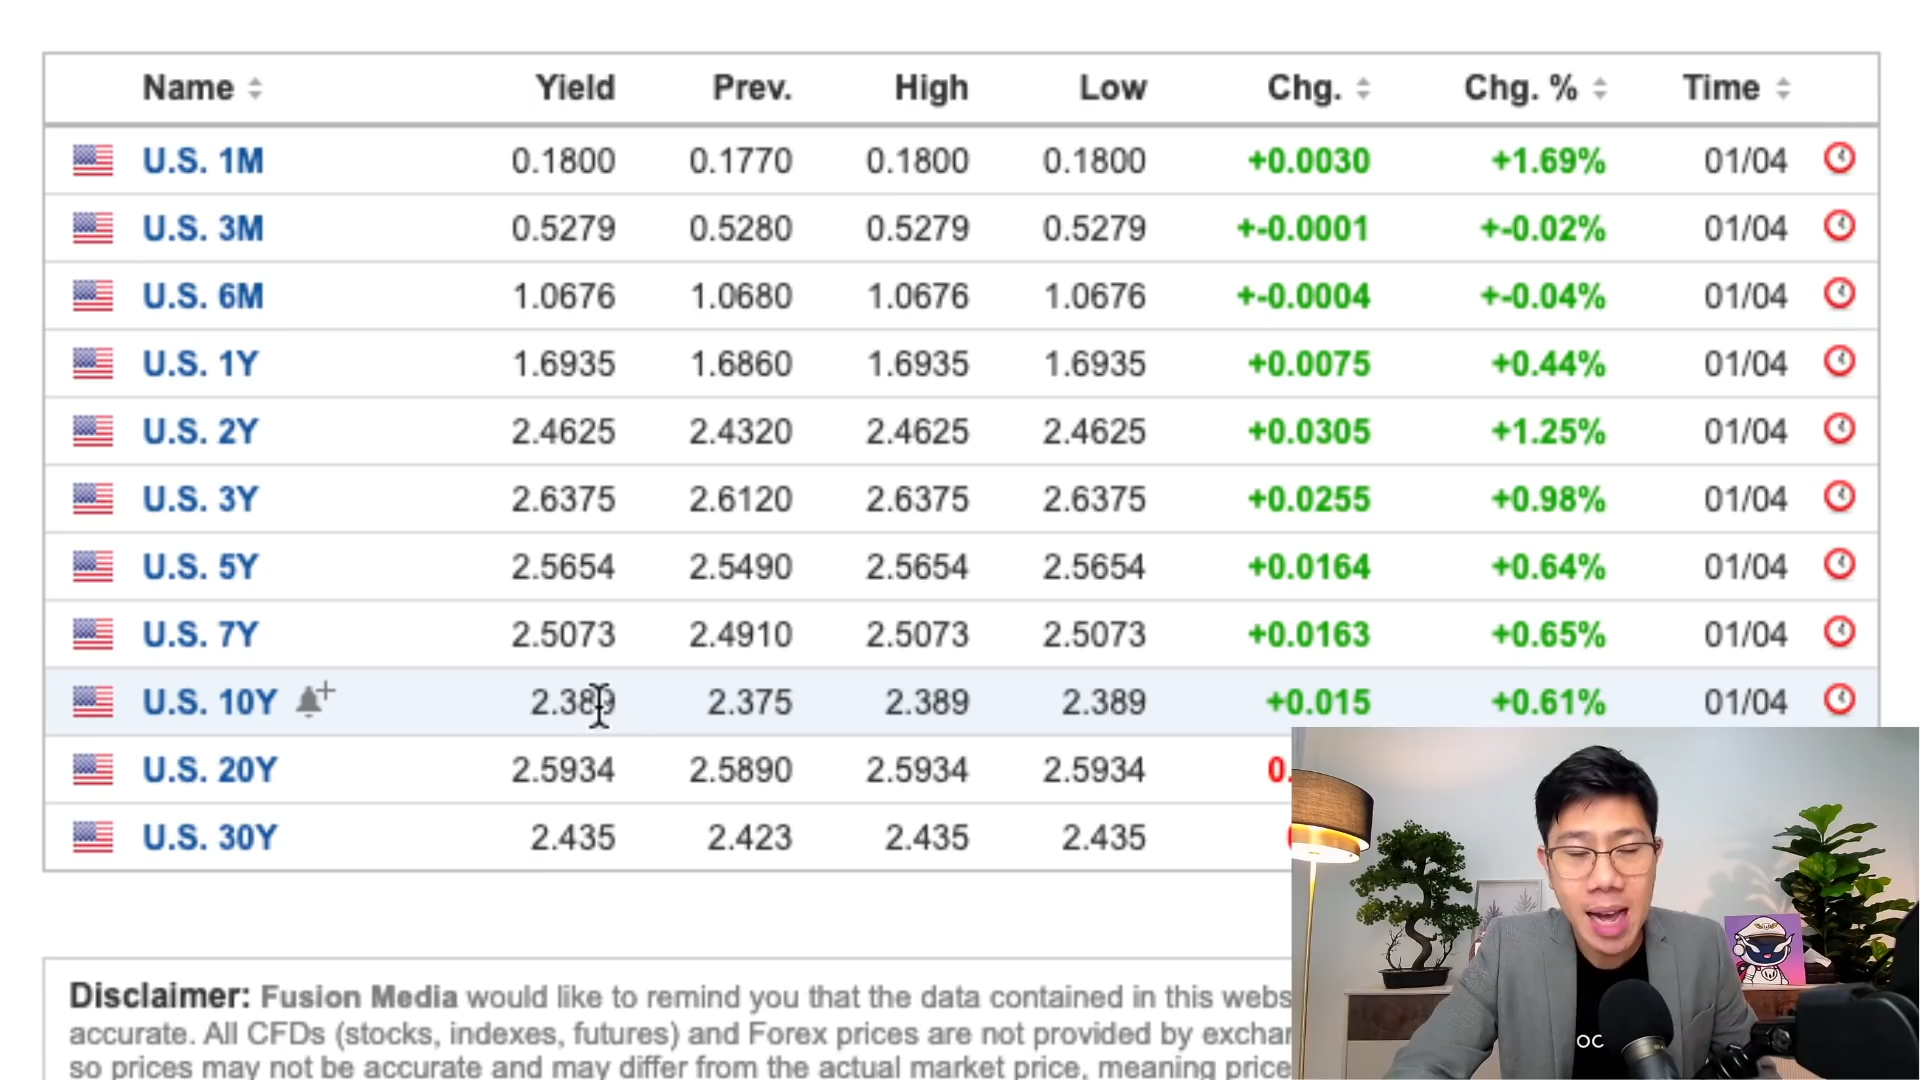 Name Yield Prev. High Low Chg. Chg. % Time
U.S. 1M 0.1800 0.1770 0.1800 0.1800 +0.0030 +1.69% 01/04
U.S. 3M 0.5279 0.5280 0.5279 0.5279 +-0.0001 +-0.02% 01/04
U.S. 6M 1.0676 1.0680 1.0676 1.0676 +-0.0004 +-0.04% 01/04
U.S. 1Y 1.6935 1.6860 1.6935 1.6935 +0.0075 +0.44% 01/04
U.S. 2Y 2.4625 2.4320 2.4625 2.4625 +0.0305 +1.25% 01/04
U.S. 3Y 2.6375 2.6120 2.6375 2.6375 +0.0255 +0.98% 01/04
U.S. 5Y 2.5654 2.5490 2.5654 2.5654 +0.0164 +0.64% 01/04
U.S. 7Y 2.5073 2.4910 2.5073 2.5073 +0.0163 +0.65% 01/04
U.S. 10Y 2.389 2.375 2.389 2.389 +0.015 +0.61% 01/04
U.S. 20Y 2.5934 2.5890 2.5934 2.5934 0.
U.S. 30Y 2.435 2.423 2.435 2.435
Disclaimer: Fusion Media would like to remind you that the data contained in this webs
accurate. All CFDs (stocks, indexes, futures) and Forex prices are not provided by exchan
so prices may not be accurate and may differ from the actual market price, meaning price
OC